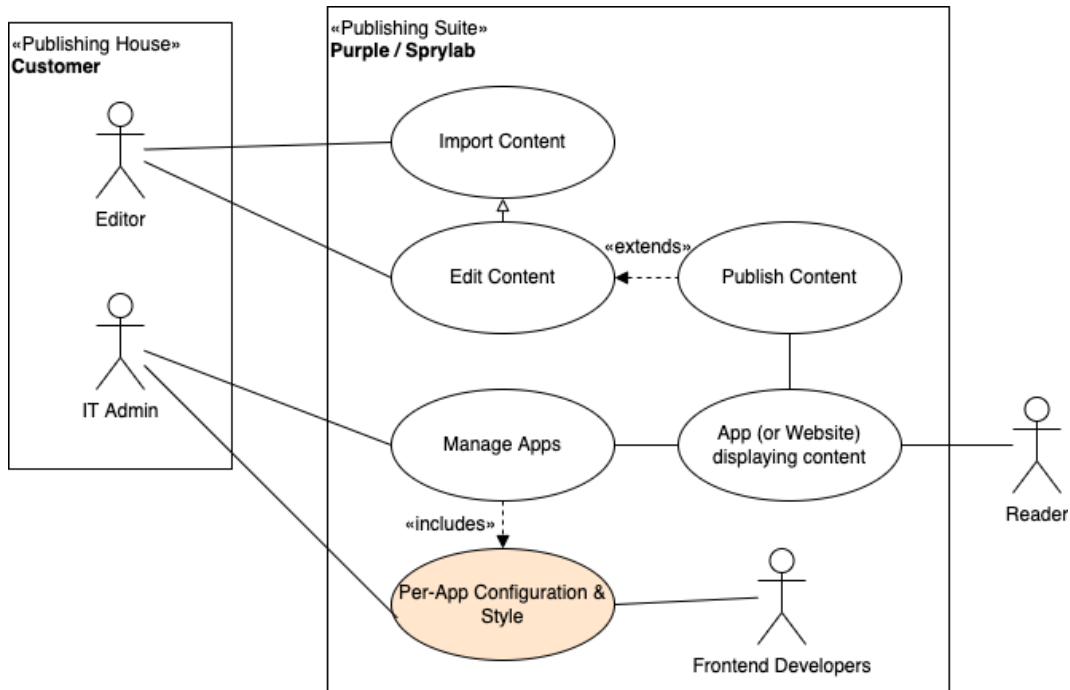 «Publishing House»
Customer
Editor
IT Admin
«Publishing Suite»
Purple / Sprylab
Import Content
Edit Content
«extends»
Publish Content
Manage Apps
App (or Website)
displaying content
«includes»
Per-App Configuration &
Style
Frontend Developers
Reader